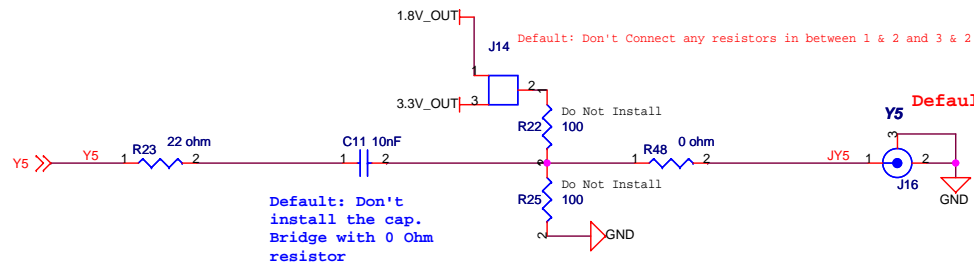 1.8V_OUT
J14
Default: Don't Connect any resistors in between 1 & 2 and 3 & 2
1
2
1
3.3V_OUT
3
Do Not Install
R22
100
Y5
Defaul
3
R23
22 ohm
C11 10nF
2
R48
0 ohm
Y5
Y5
1
2
1
2
1
2
JY5
1
2
J16
Do Not Install
R25
100
GND
Default: Don't
install the cap.
Bridge with 0 Ohm
resistor
2
GND